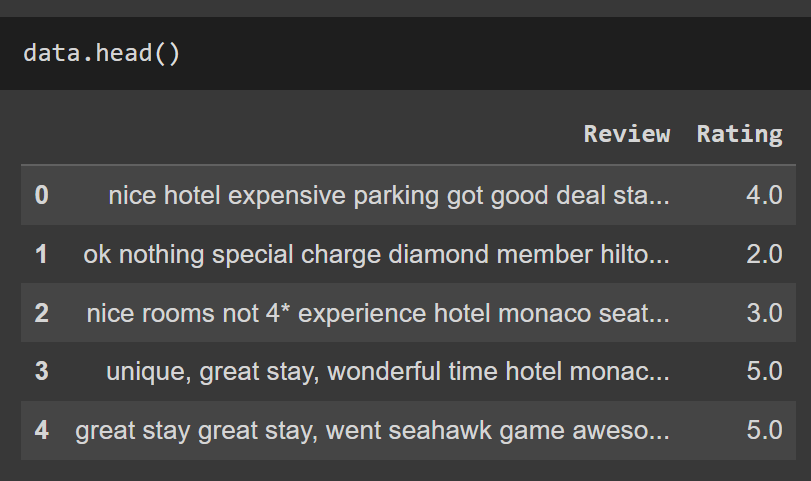 data.head()
Review Rating
0 nice hotel expensive parking got good deal sta... 4.0
1 ok nothing special charge diamond member hilto... 2.0
2 nice rooms not 4* experience hotel monaco seat... 3.0
3 unique, great stay, wonderful time hotel monac... 5.0
4 great stay great stay, went seahawk game aweso... 5.0